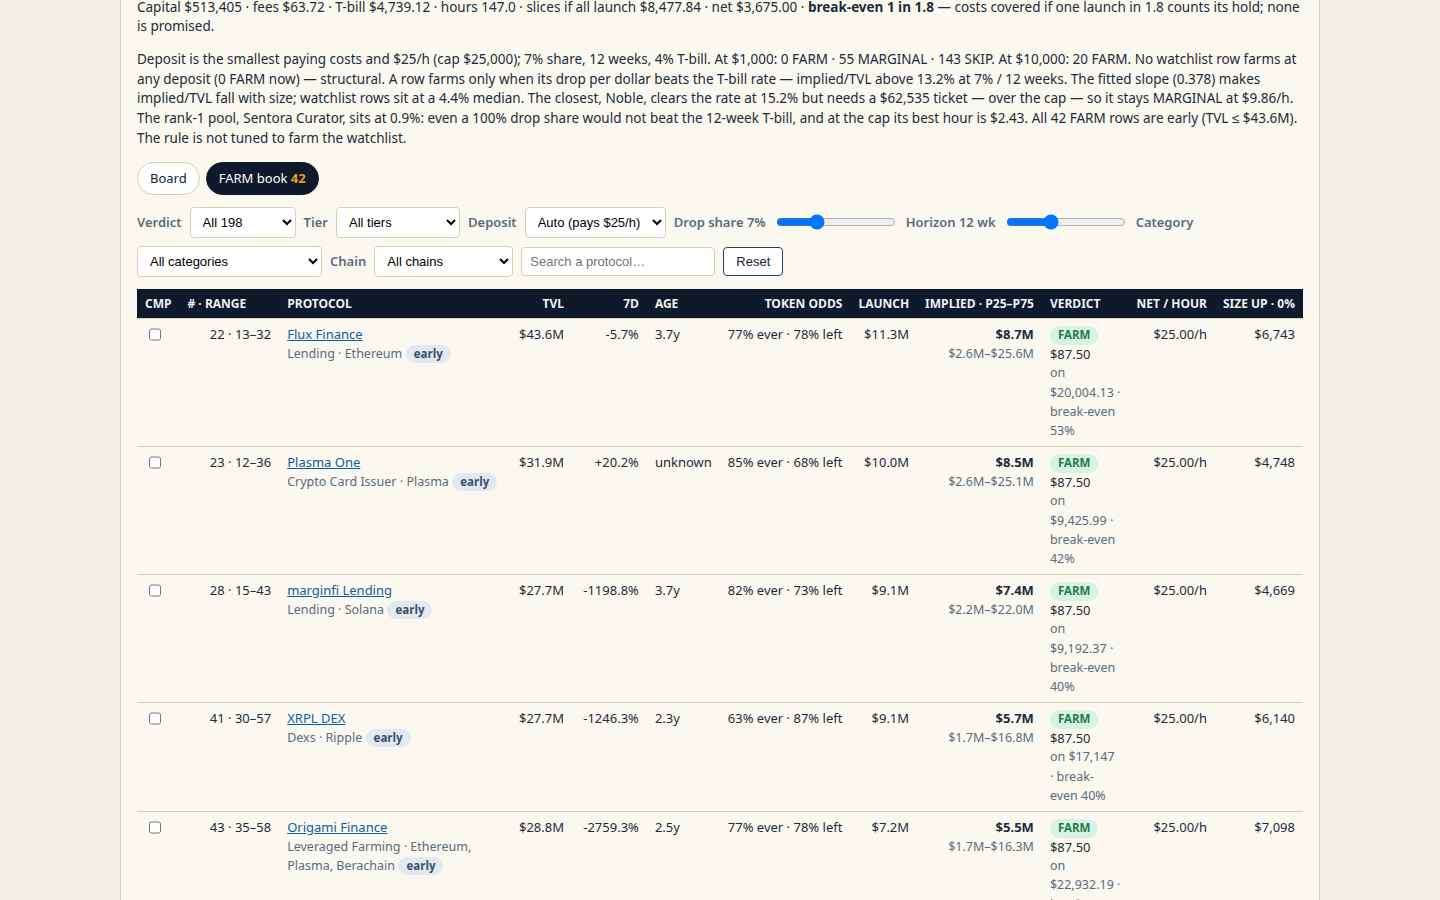 Capital $513,405 · fees $63.72 · T-bill $4,739.12 · hours 147.0 · slices if all launch $8,477.84 · net $3,675.00 · break-even 1 in 1.8 — costs covered if one launch in 1.8 counts its hold; none
is promised.
Deposit is the smallest paying costs and $25/h (cap $25,000); 7% share, 12 weeks, 4% T-bill. At $1,000: 0 FARM · 55 MARGINAL · 143 SKIP. At $10,000: 20 FARM. No watchlist row farms at
any deposit (0 FARM now) — structural. A row farms only when its drop per dollar beats the T-bill rate — implied/TVL above 13.2% at 7% / 12 weeks. The fitted slope (0.378) makes
implied/TVL fall with size; watchlist rows sit at a 4.4% median. The closest, Noble, clears the rate at 15.2% but needs a $62,535 ticket — over the cap — so it stays MARGINAL at $9.86/h.
The rank-1 pool, Sentora Curator, sits at 0.9%: even a 100% drop share would not beat the 12-week T-bill, and at the cap its best hour is $2.43. All 42 FARM rows are early (TVL ≤ $43.6M).
The rule is not tuned to farm the watchlist.
Board FARM book 42
Verdict All 198 Tier All tiers Deposit Auto (pays $25/h) Drop share 7% Horizon 12 wk Category
All categories Chain All chains Search a protocol... Reset
CMP # · RANGE PROTOCOL TVL 7D AGE TOKEN ODDS LAUNCH IMPLIED · P25–P75 VERDICT NET / HOUR SIZE UP · 0%
22 · 13–32 Flux Finance $43.6M -5.7% 3.7y 77% ever · 78% left $11.3M $8.7M FARM $25.00/h $6,743
Lending · Ethereum early $2.6M–$25.6M $87.50
on
$20,004.13 ·
break-even
53%
23 · 12–36 Plasma One $31.9M +20.2% unknown 85% ever · 68% left $10.0M $8.5M FARM $25.00/h $4,748
Crypto Card Issuer · Plasma early $2.6M–$25.1M $87.50
on
$9,425.99 ·
break-even
42%
28 · 15–43 marginfi Lending $27.7M -1198.8% 3.7y 82% ever · 73% left $9.1M $7.4M FARM $25.00/h $4,669
Lending · Solana early $2.2M–$22.0M $87.50
on
$9,192.37 ·
break-even
40%
41 · 30–57 XRPL DEX $27.7M -1246.3% 2.3y 63% ever · 87% left $9.1M $5.7M FARM $25.00/h $6,140
Dexs · Ripple early $1.7M–$16.8M $87.50
on $17,147
· break-
even 40%
43 · 35–58 Origami Finance $28.8M -2759.3% 2.5y 77% ever · 78% left $7.2M $5.5M FARM $25.00/h $7,098
Leveraged Farming · Ethereum, $1.7M–$16.3M $87.50
Plasma, Berachain early on
$22,932.19 ·